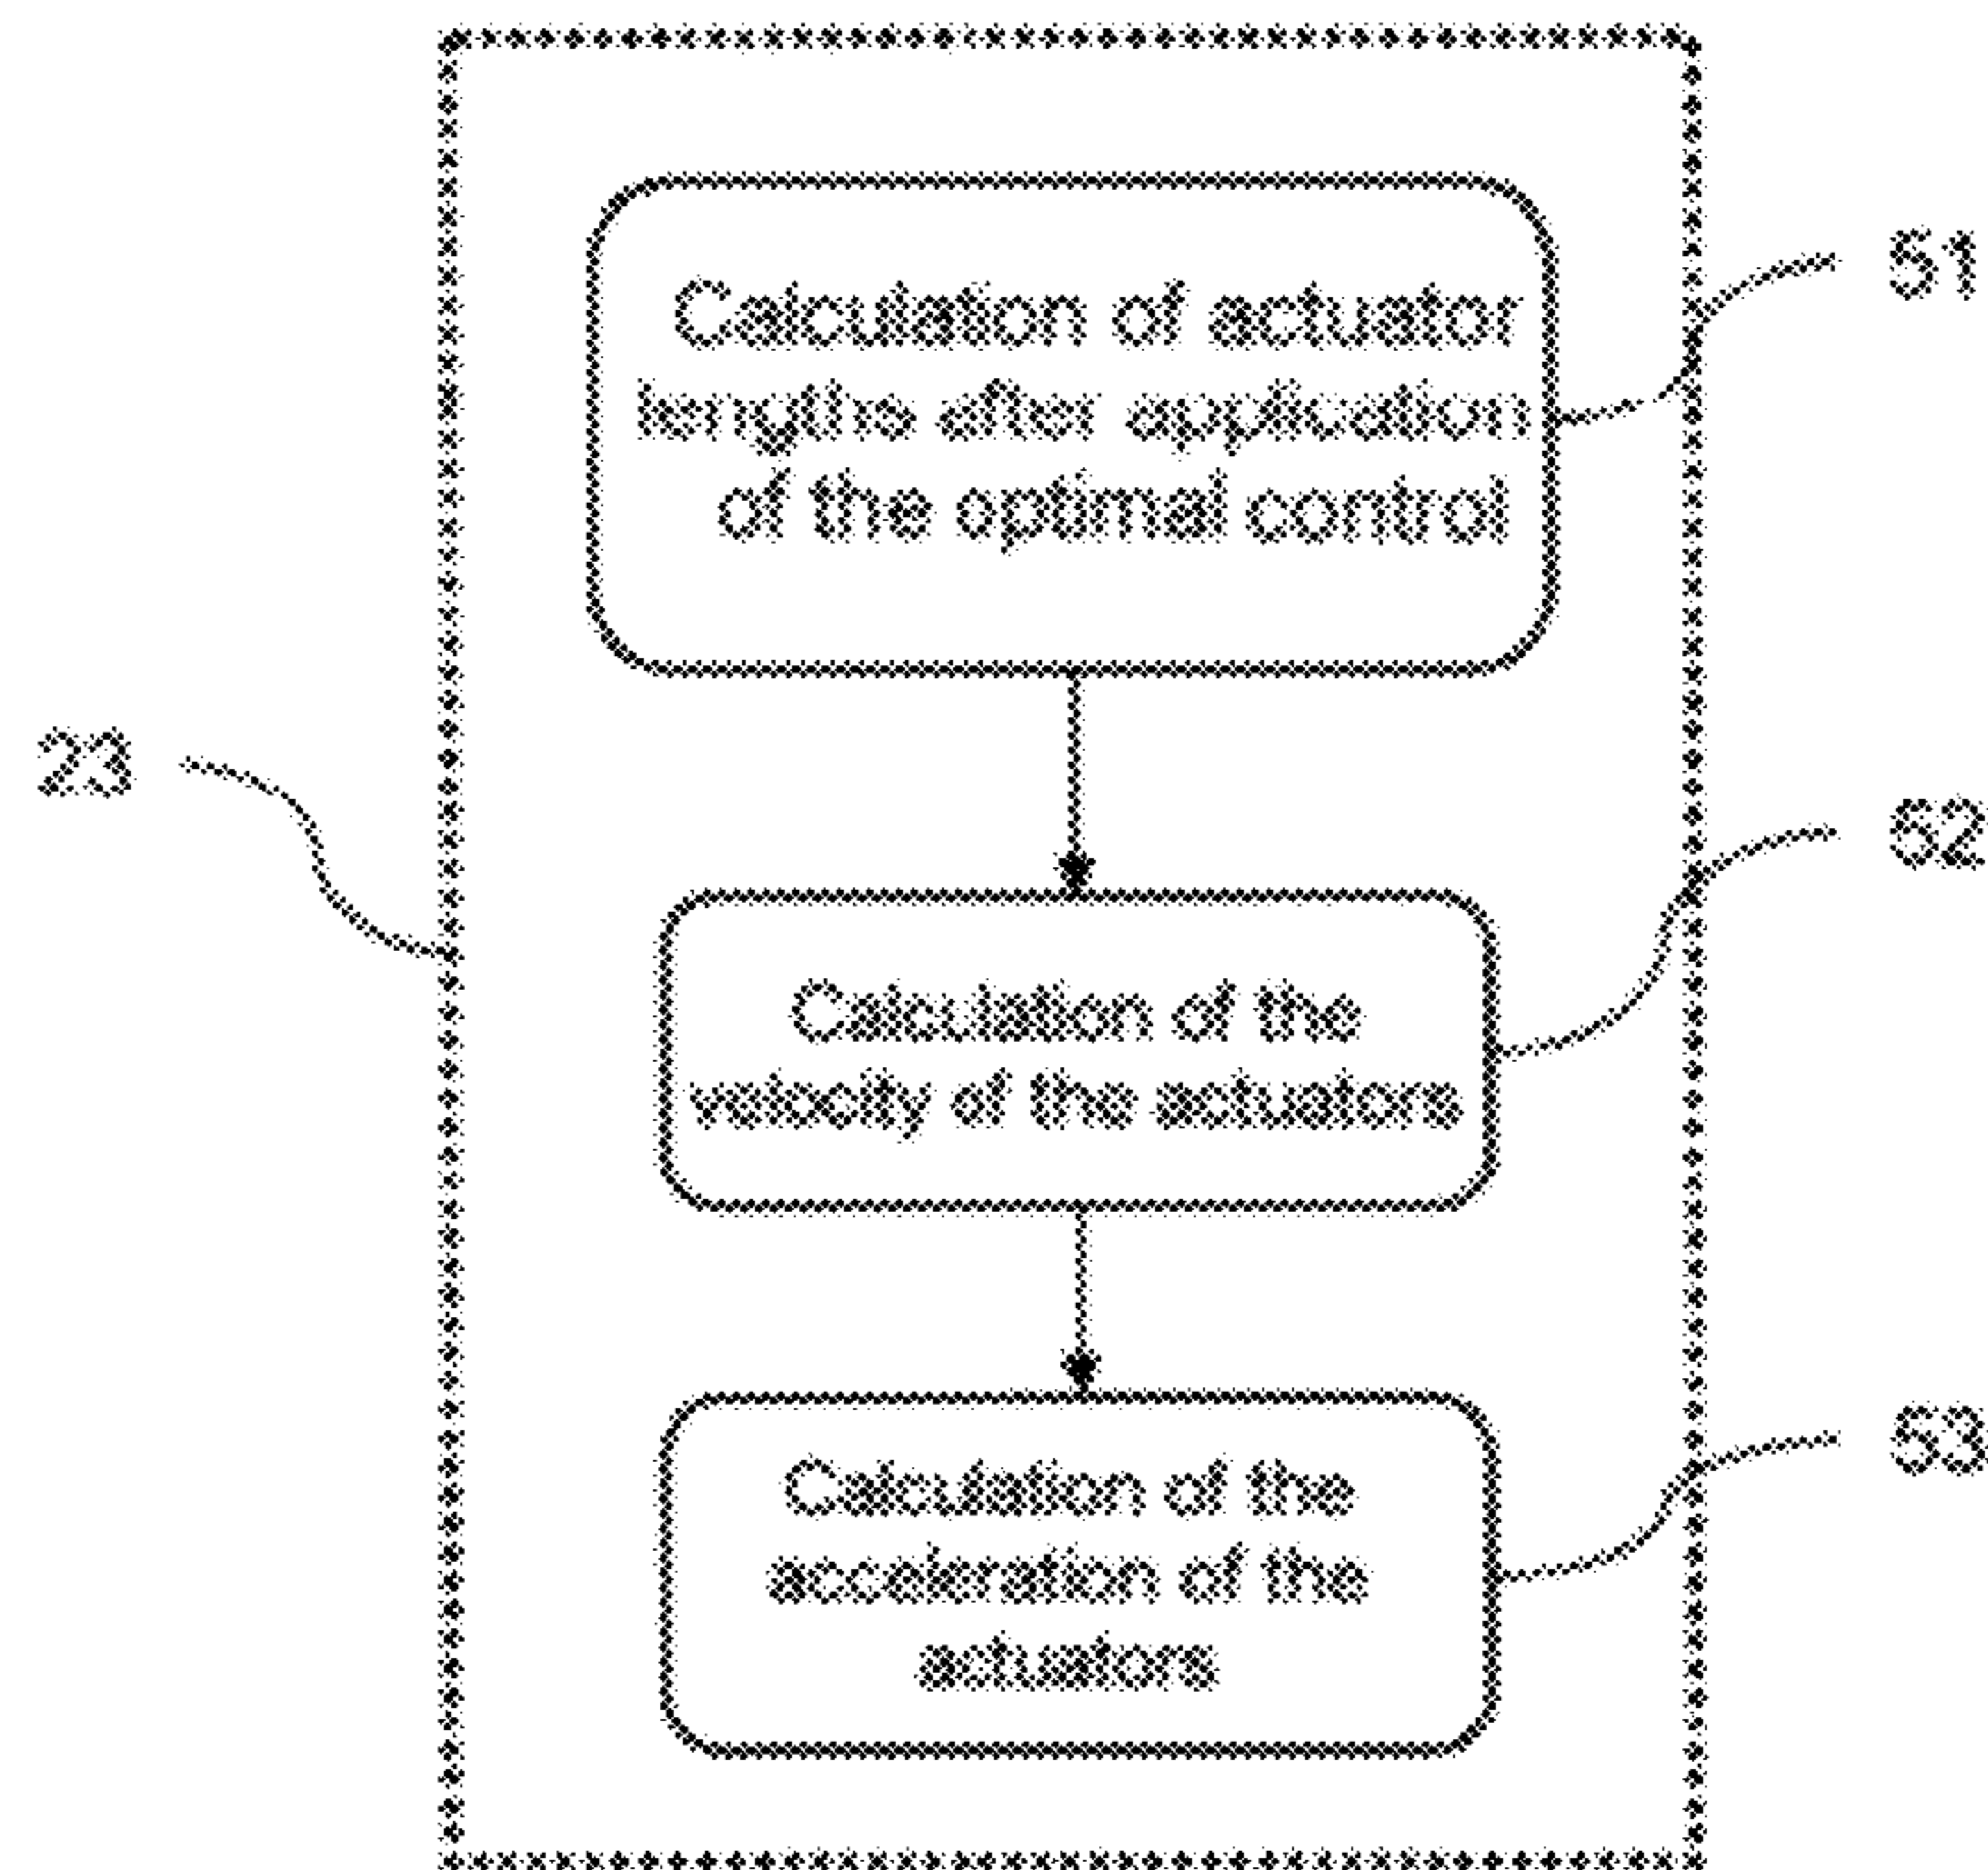 Calculation of actuator
lengths after application
of the optimal control
51
23
52
Calculation of the
velocity of the actuators
53
Calculation of the
acceleration of the
actuators